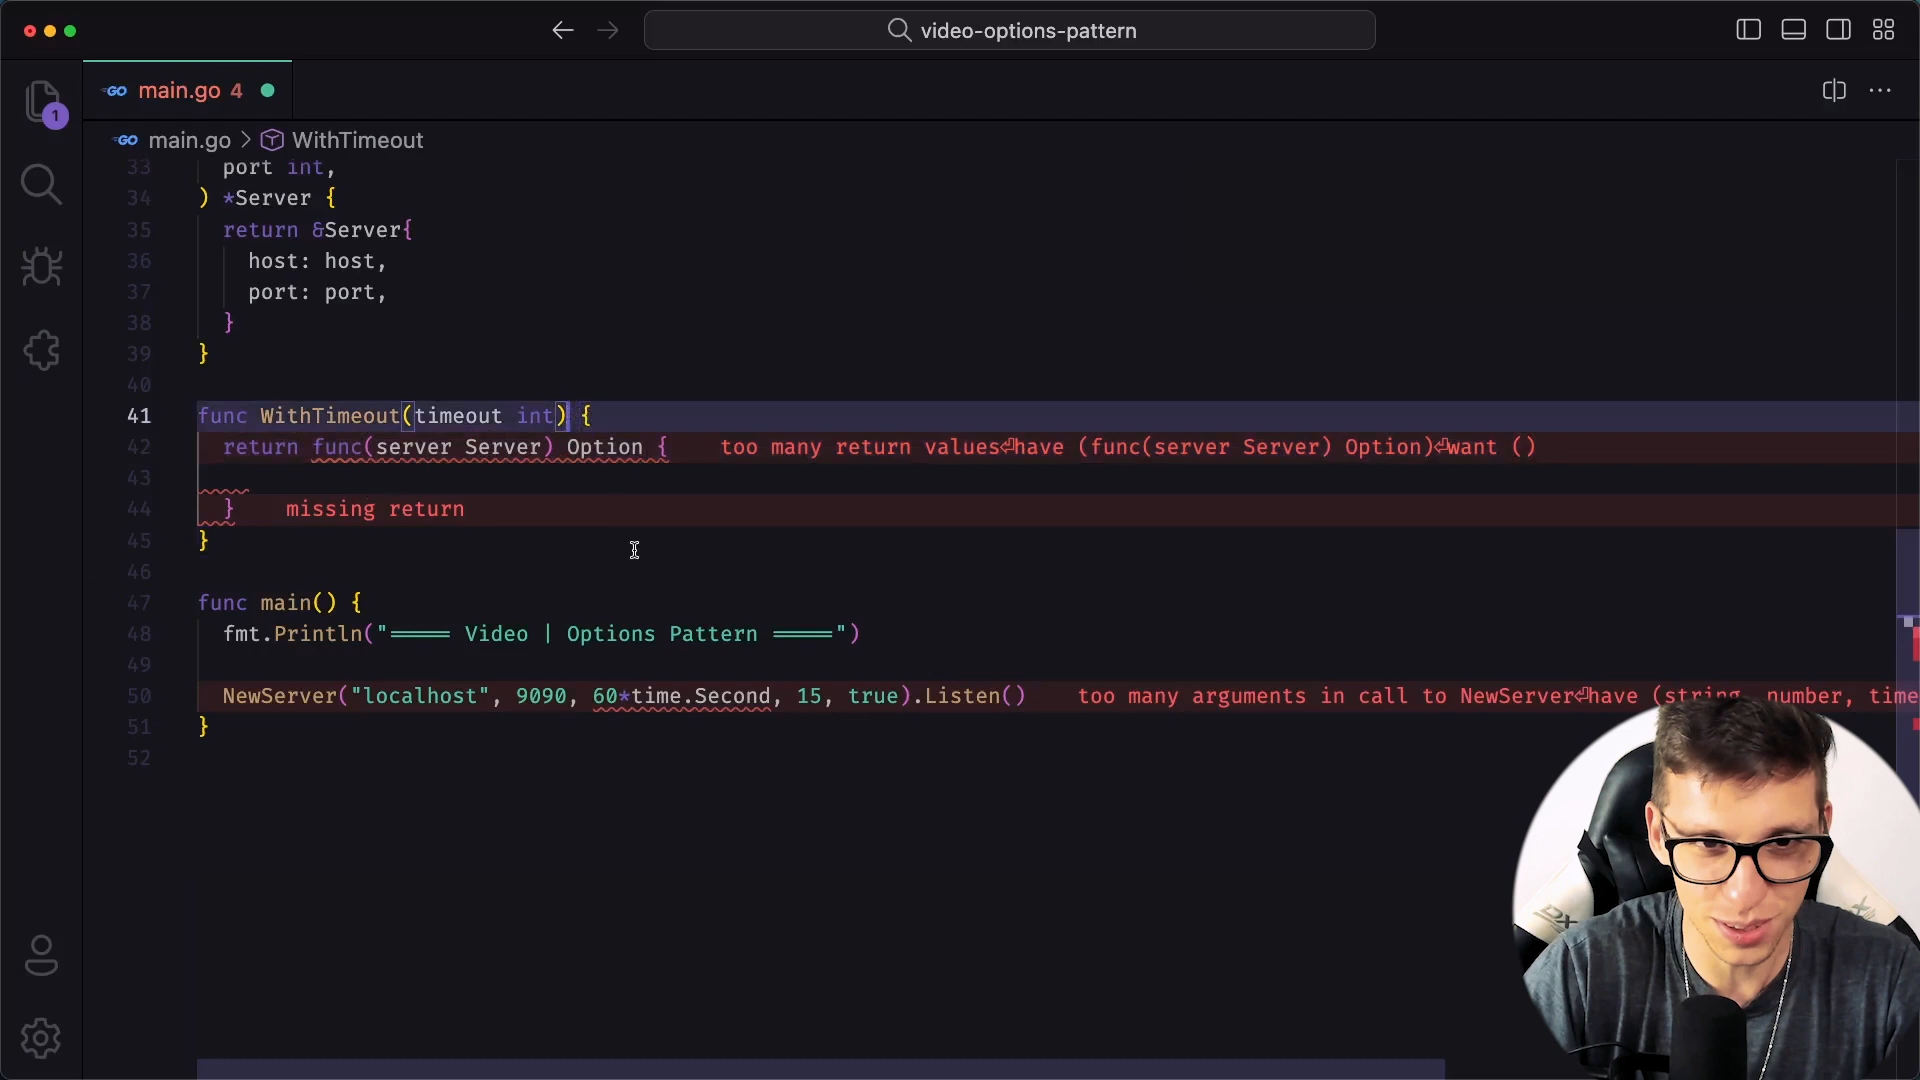 video-options-pattern
GO main.go 4
1
GO main.go > WithTimeout
33 port int,
34 ) *Server {
35 return &Server{
36 host: host,
37 port: port,
38 }
39 }
40
41 func WithTimeout(timeout int) {
42 return func(server Server) Option { too many return values⏎have (func(server Server) Option)⏎want ()
43
44 } missing return
45 }
46
47 func main() {
48 fmt.Println("===== Video | Options Pattern =====")
49
50 NewServer("localhost", 9090, 60*time.Second, 15, true).Listen() too many arguments in call to NewServer⏎have (string, number, time
51 }
52